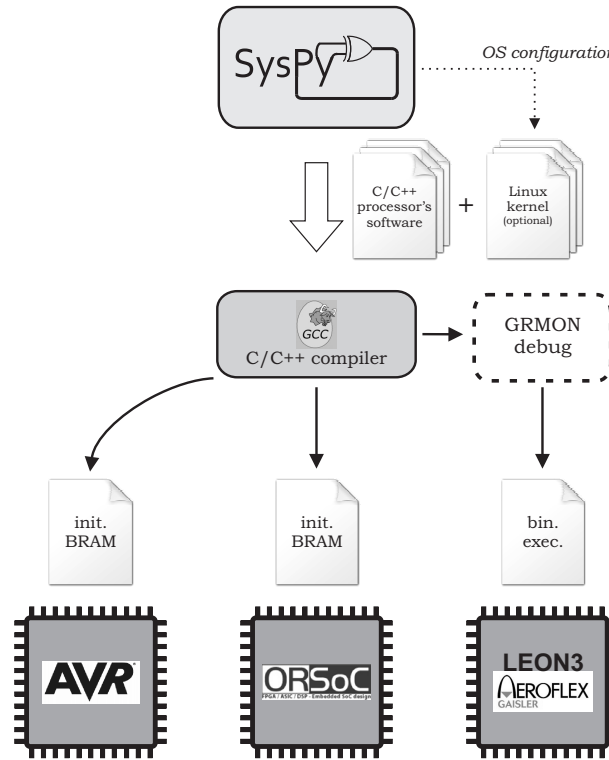 SysPy
OS configuration
C/C++
processor's
software
+
Linux
kernel
(optional)
GCC
C/C++ compiler
GRMON
debug
init.
BRAM
init.
BRAM
bin.
exec.
AVR
ORSoC
FPGA / ASIC / DSP - Embedded SoC design
LEON3
AEROFLEX
GAISLER